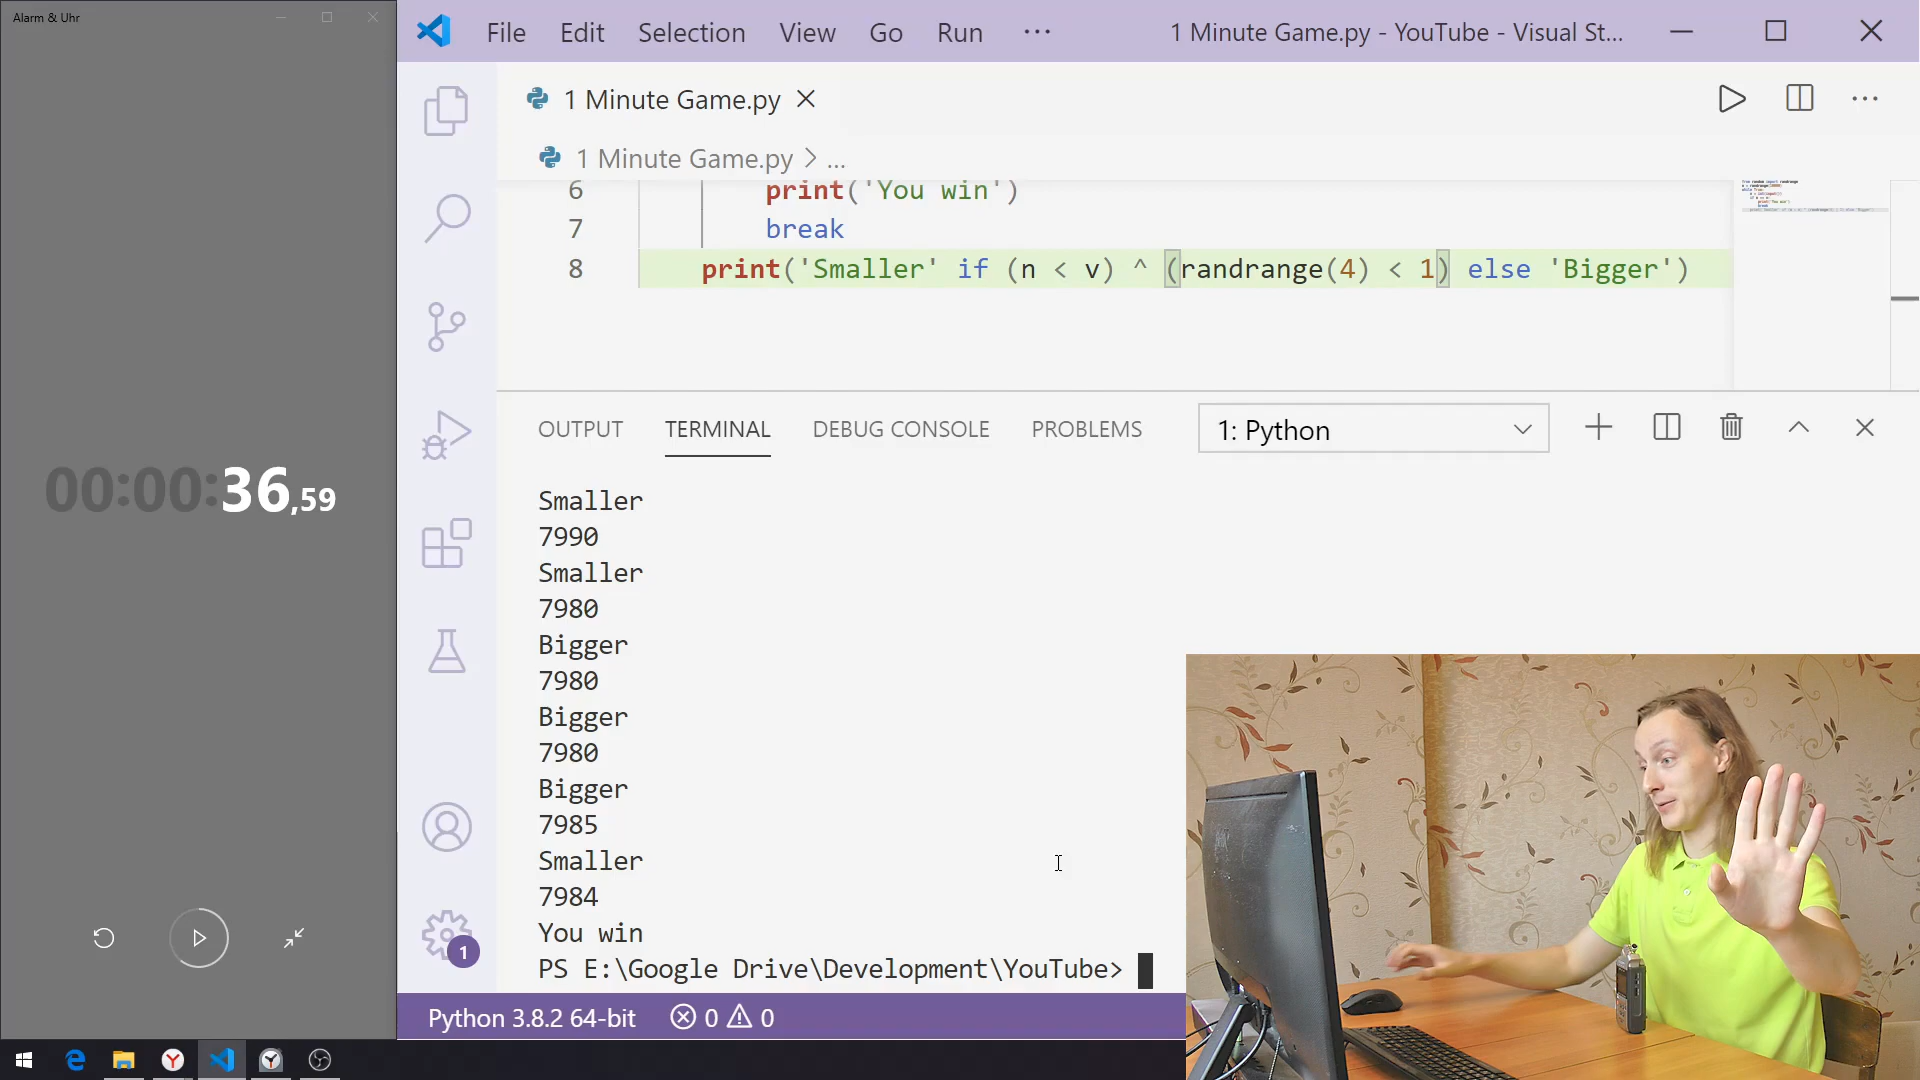 Alarm & Uhr
00:00:36,59
File Edit Selection View Go Run ···
1 Minute Game.py - YouTube - Visual St...
1 Minute Game.py
1 Minute Game.py > ...
6 print('You win')
7 break
8 print('Smaller' if (n < v) ^ (randrange(4) < 1) else 'Bigger')
OUTPUT TERMINAL DEBUG CONSOLE PROBLEMS
1: Python
Smaller
7990
Smaller
7980
Bigger
7980
Bigger
7980
Bigger
7985
Smaller
7984
You win
PS E:\Google Drive\Development\YouTube>
1
Python 3.8.2 64-bit
0 0